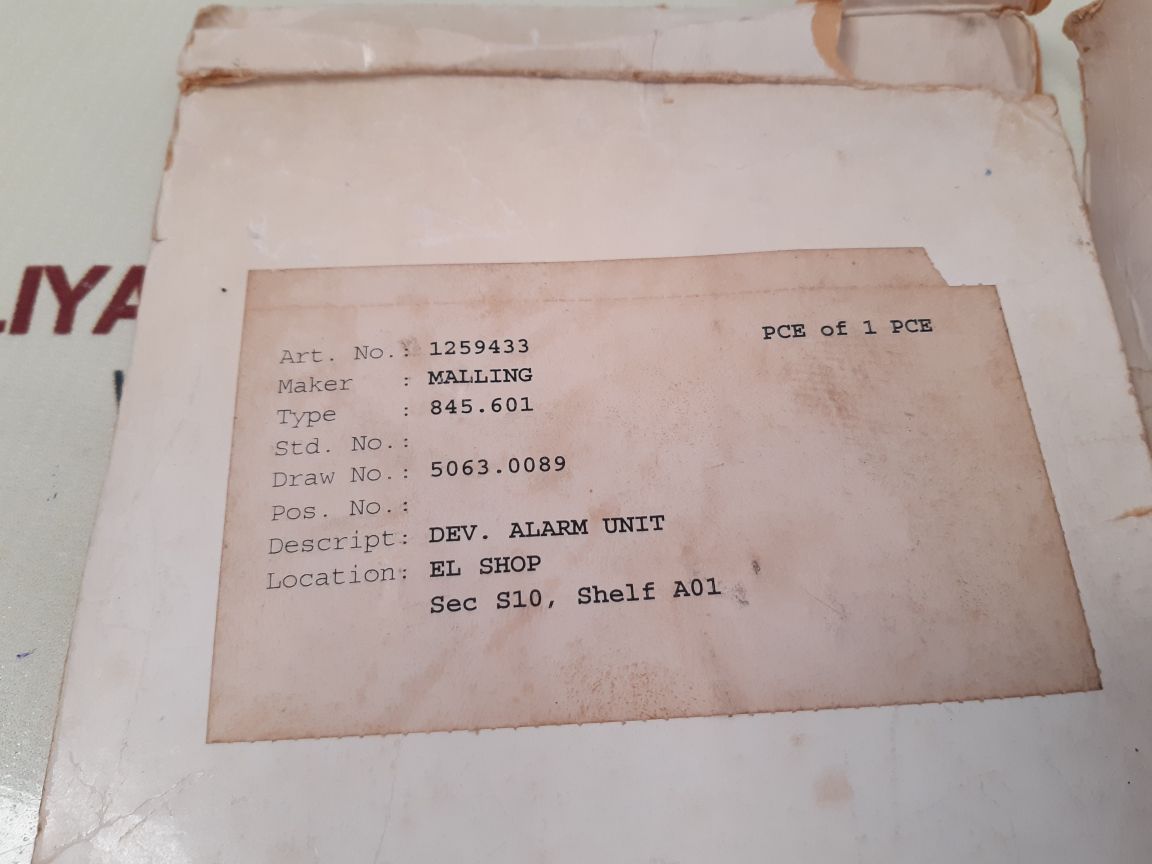 PCE of 1 PCE
Art. No.: 1259433
Maker : MALLING
Type : 845.601
Std. No.:
Draw No.: 5063.0089
Pos. No.:
Descript: DEV. ALARM UNIT
Location: EL SHOP
Sec S10, Shelf A01
LIYA